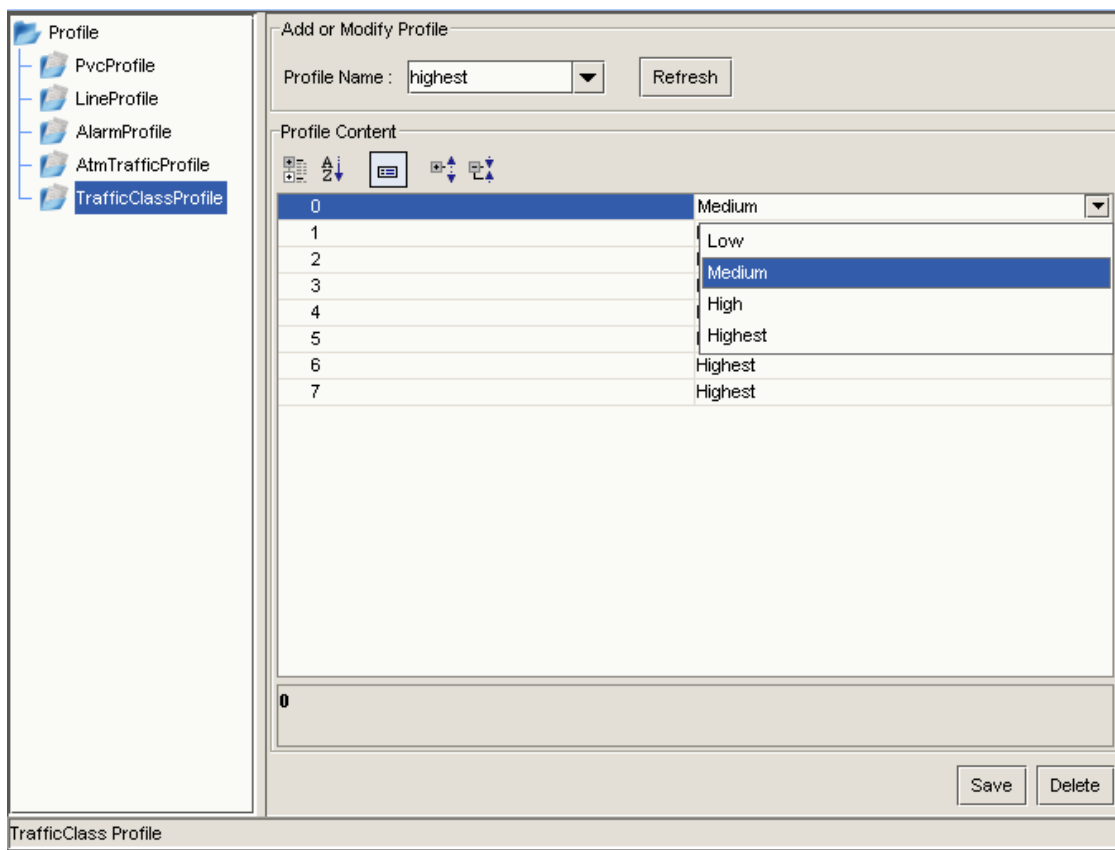 Profile
PvcProfile
LineProfile
AlarmProfile
AtmTrafficProfile
TrafficClassProfile
Add or Modify Profile
Profile Name : highest Refresh
Profile Content
0 Medium
1
2
3
4
5
6 Highest
7 Highest
Low
Medium
High
Highest
0
Save Delete
TrafficClass Profile